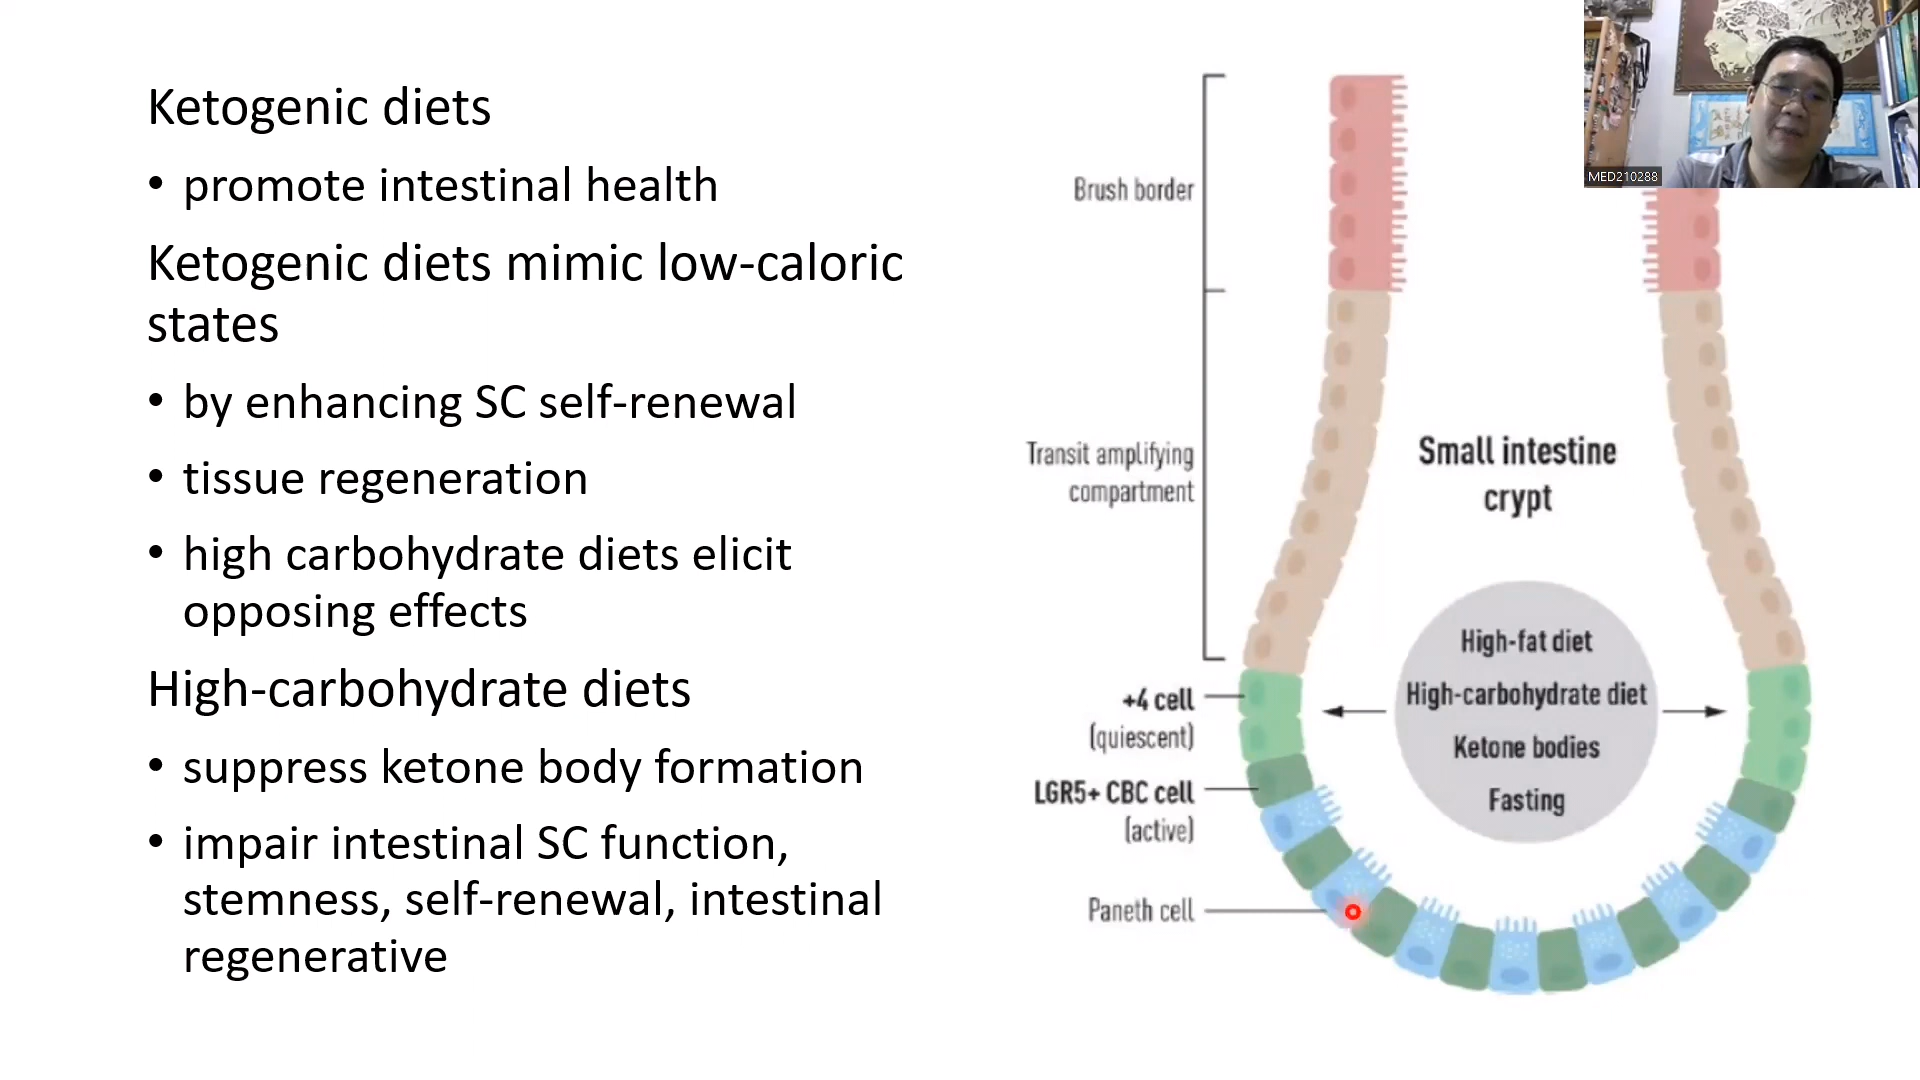 Ketogenic diets
• promote intestinal health
Ketogenic diets mimic low-caloric
states
• by enhancing SC self-renewal
• tissue regeneration
• high carbohydrate diets elicit
opposing effects
High-carbohydrate diets
• suppress ketone body formation
• impair intestinal SC function,
stemness, self-renewal, intestinal
regenerative
Brush border
Transit amplifying
compartment
+4 cell
(quiescent)
LGR5+ CBC cell
(active)
Paneth cell
Small intestine
crypt
High-fat diet
High-carbohydrate diet
Ketone bodies
Fasting
MED210288